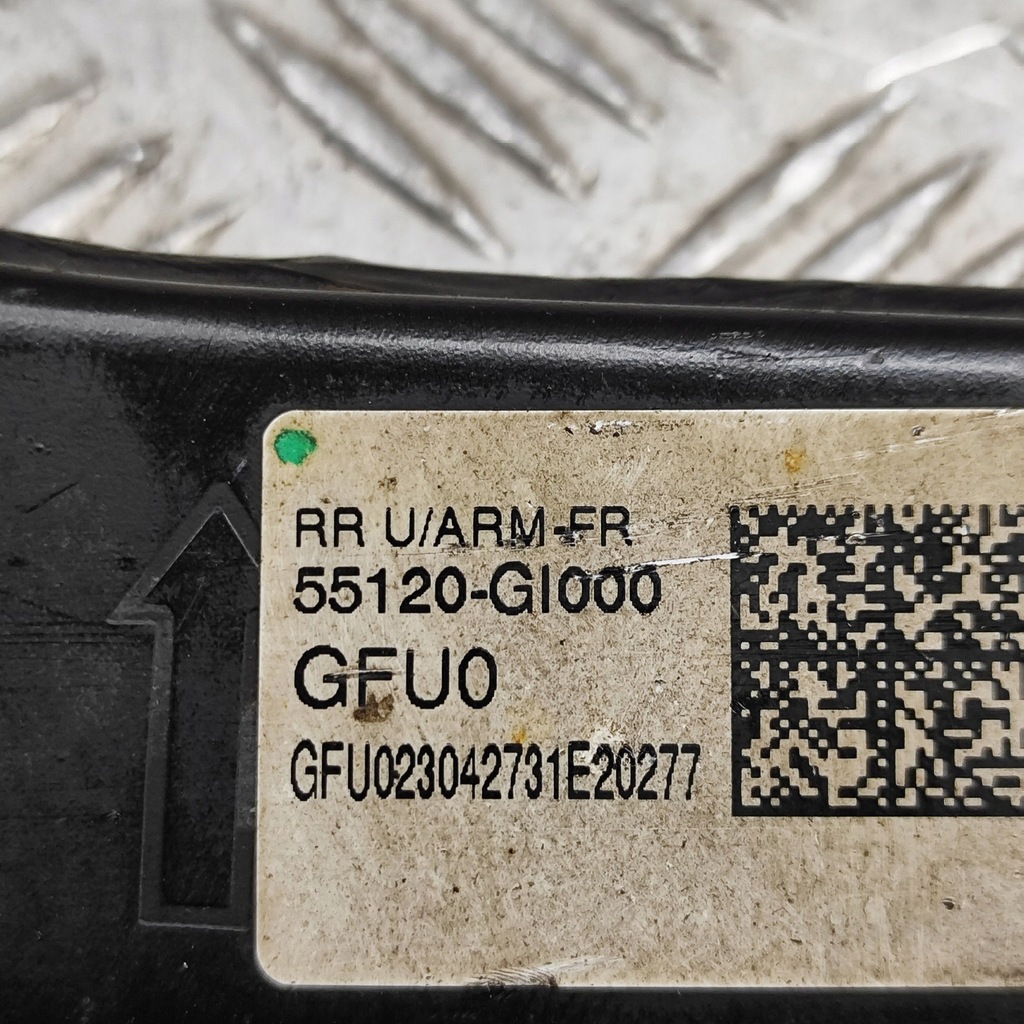 RR U/ARM-FR
55120-GI000
GFU0
GFU023042731E20277